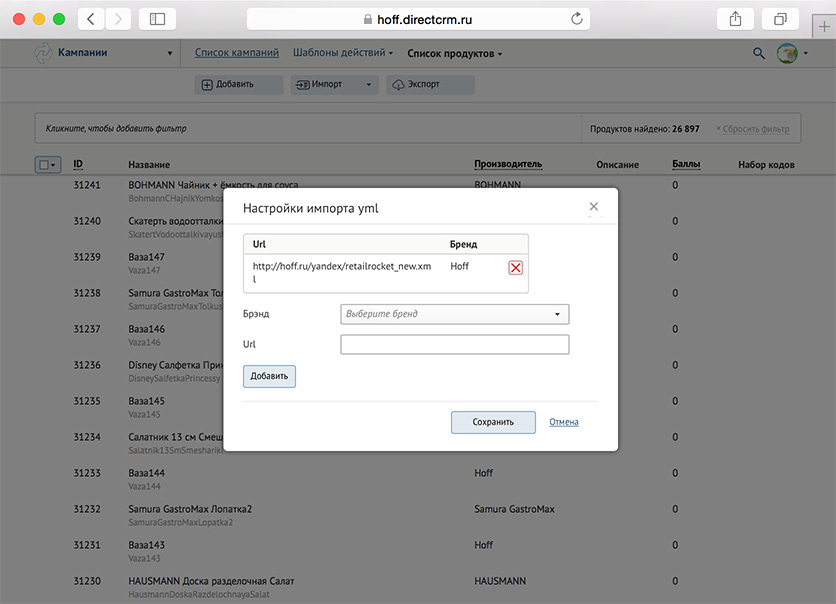 hoff.directcrm.ru
Кампании
Список кампаний
Шаблоны действий
Список продуктов
Добавить
Импорт
Экспорт
Кликните, чтобы добавить фильтр
Продуктов найдено: 26 897
× Сбросить фильтр
ID Название Производитель Описание Баллы Набор кодов
31241 BOHMANN Чайник + ёмкость для соуса BOHMANN 0
31240 Скатерть водоотталки 0
SkatertVodoottalkivayush
31239 Ваза147 0
Vaza147
31238 Samura GastroMax Тол 0
SamuraGastroMaxTolkus
31237 Ваза146 0
Vaza146
31236 Disney Салфетка При 0
DisneySalfetkaPrincessy
31235 Ваза145 0
Vaza145
31234 Салатник 13 см Смеш 0
Salatnik13SmSmeshariki
31233 Ваза144 Hoff 0
Vaza144
31232 Samura GastroMax Лопатка2 Samura GastroMax 0
SamuraGastroMaxLopatka2
31231 Ваза143 Hoff 0
Vaza143
31230 HAUSMANN Доска разделочная Салат HAUSMANN 0
HausmannDoskaRazdelochnayaSalat
Настройки импорта yml
Url Бренд
http://hoff.ru/yandex/retailrocket_new.xm Hoff
l
Брэнд Выберите бренд
Url
Добавить
Сохранить Отмена